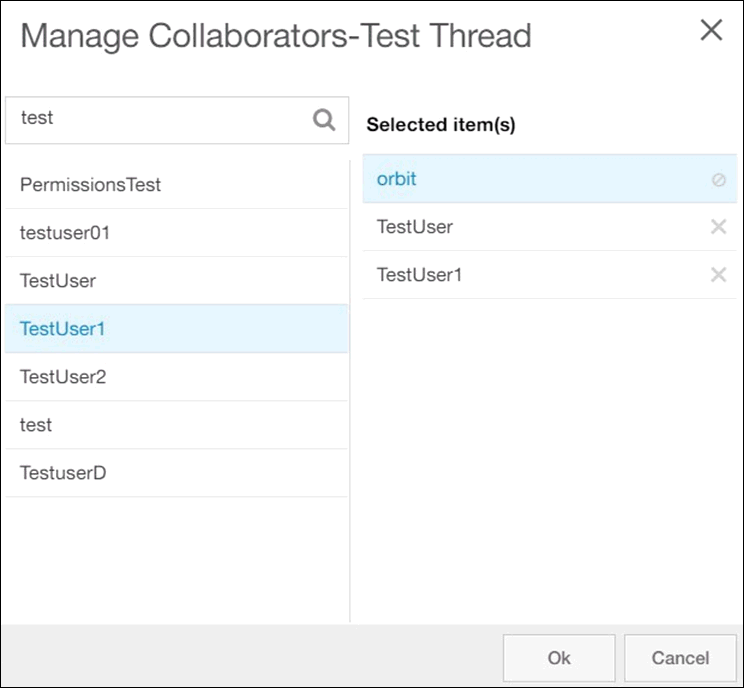 Manage Collaborators-Test Thread
test
PermissionsTest
testuser01
TestUser
TestUser1
TestUser2
test
TestuserD
Selected item(s)
orbit
TestUser
TestUser1
Ok
Cancel